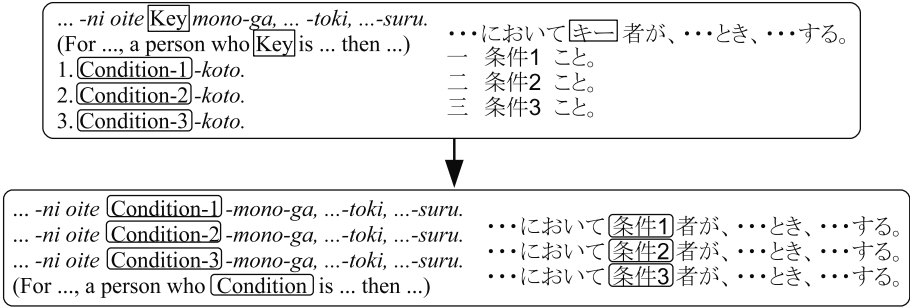 ... -ni oite Key mono-ga, ... -toki, ...-suru.
(For ..., a person who Key is ... then ...)
1. Condition-1 -koto.
2. Condition-2 -koto.
3. Condition-3 -koto.
・・・において キー 者が、・・・とき、・・・する。
一 条件1 こと。
二 条件2 こと。
三 条件3 こと。
... -ni oite Condition-1 -mono-ga, ...-toki, ...-suru.
... -ni oite Condition-2 -mono-ga, ...-toki, ...-suru.
... -ni oite Condition-3 -mono-ga, ...-toki, ...-suru.
(For ..., a person who Condition is ... then ...)
・・・において 条件1 者が、・・・とき、・・・する。
・・・において 条件2 者が、・・・とき、・・・する。
・・・において 条件3 者が、・・・とき、・・・する。